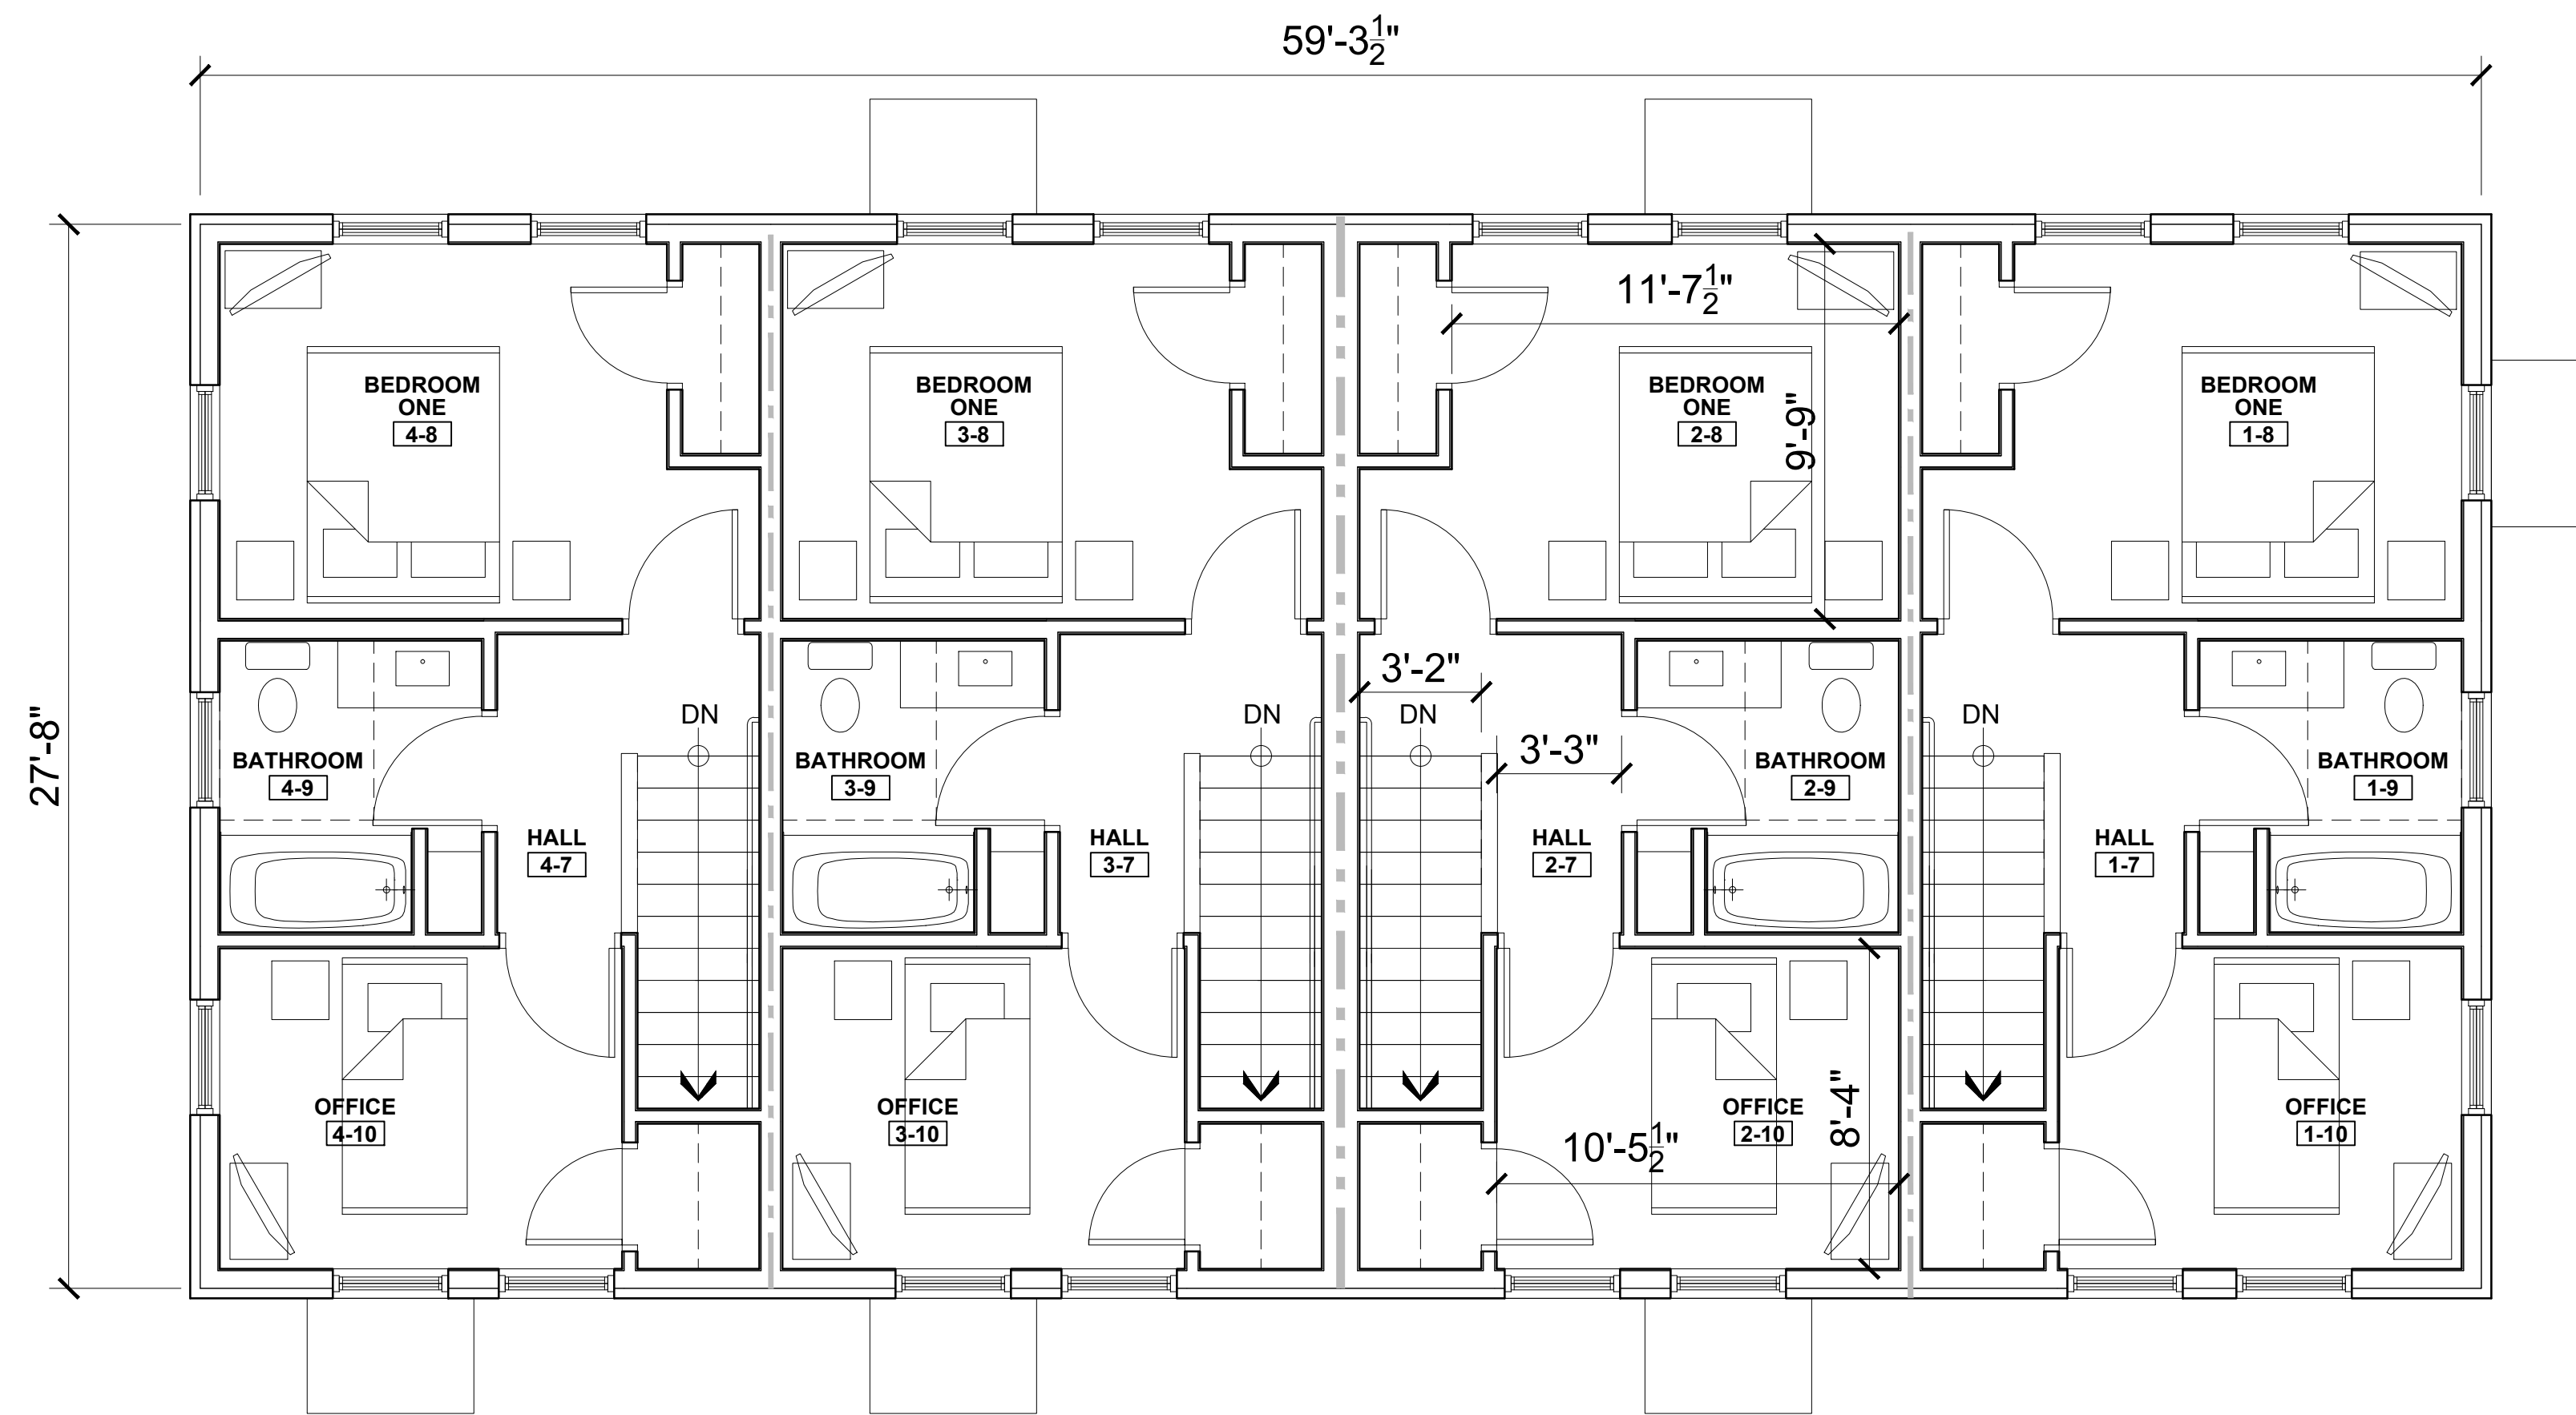 59'-3½"
27'-8"
11'-7½"
BEDROOM
ONE
4-8
BEDROOM
ONE
3-8
BEDROOM
ONE
2-8
9'-9"
BEDROOM
ONE
1-8
3'-2"
DN
DN
DN
DN
3'-3"
BATHROOM
4-9
BATHROOM
3-9
BATHROOM
2-9
BATHROOM
1-9
HALL
4-7
HALL
3-7
HALL
2-7
HALL
1-7
OFFICE
4-10
OFFICE
3-10
10'-5½"
OFFICE
2-10
8'-4"
OFFICE
1-10